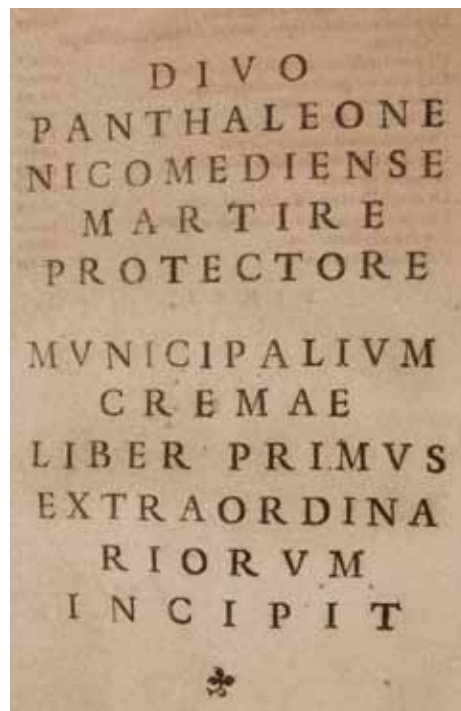 DIVO
PANTHALEONE
NICOMEDIENSE
MARTIRE
PROTECTORE
MVNICIPALIVM
CREMAE
LIBER PRIMVS
EXTRAORDINA
RIORVM
INCIPIT